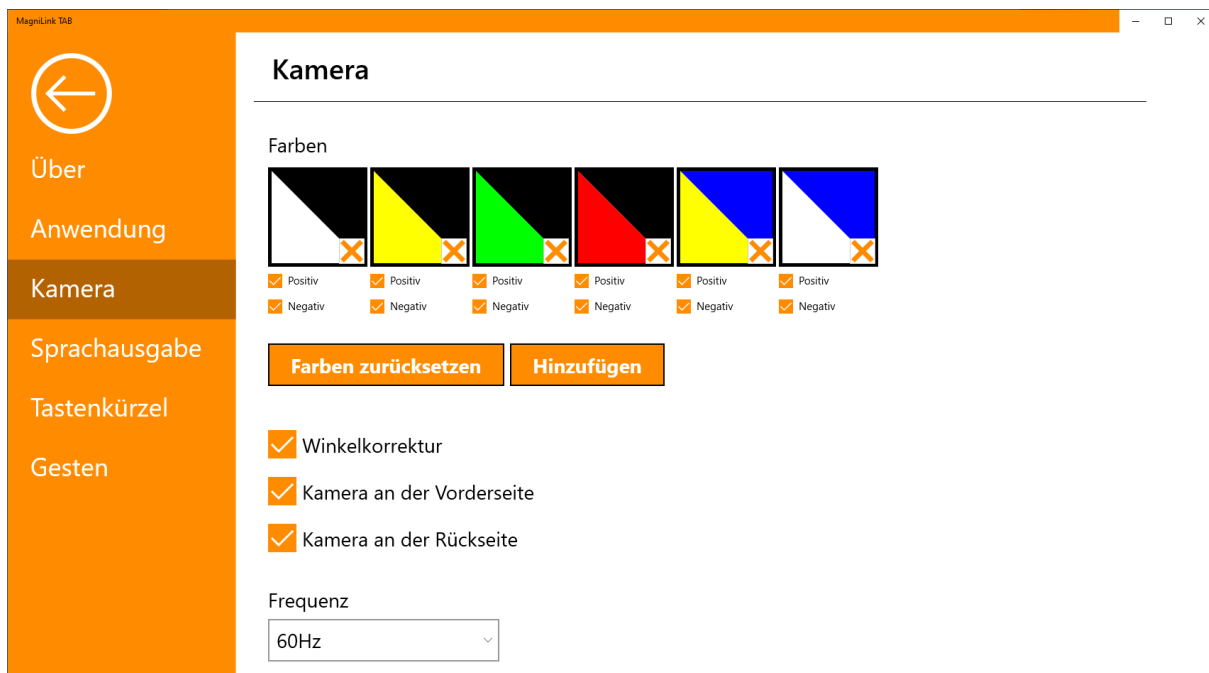 MagniLink TAB
Kamera
Über
Anwendung
Kamera
Sprachausgabe
Tastenkürzel
Gesten
Farben
Positiv Positiv Positiv Positiv Positiv Positiv
Negativ Negativ Negativ Negativ Negativ Negativ
Farben zurücksetzen Hinzufügen
Winkelkorrektur
Kamera an der Vorderseite
Kamera an der Rückseite
Frequenz
60Hz